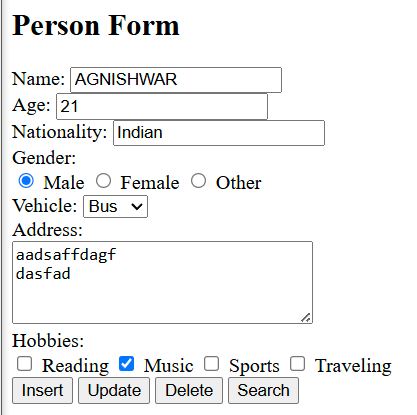 Person Form
Name: AGNISHWAR
Age: 21
Nationality: Indian
Gender:
Male Female Other
Vehicle: Bus
Address:
aadsaffdagf
dasfad
Hobbies:
Reading Music Sports Traveling
Insert Update Delete Search